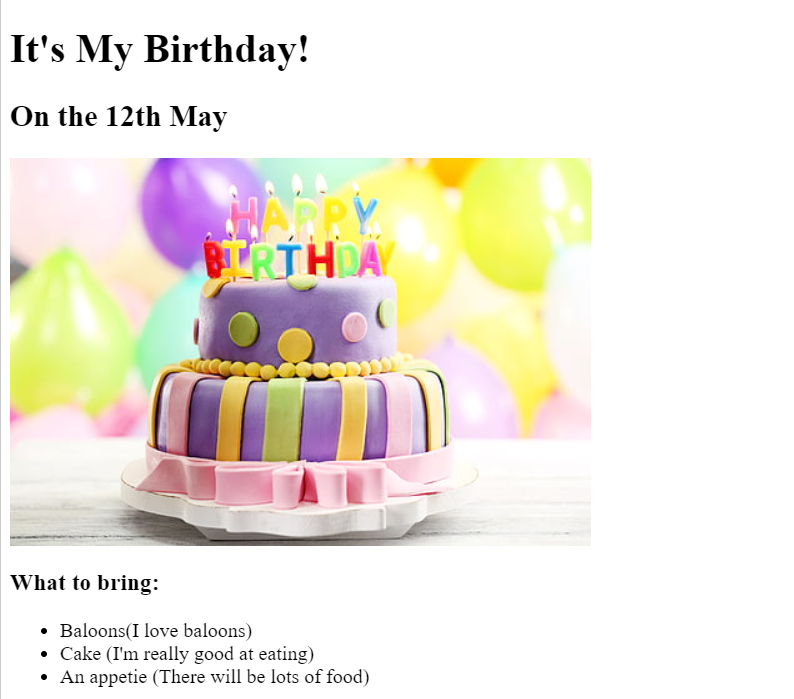 It's My Birthday!
On the 12th May
HAPPY
BIRTHDAY
What to bring:
Baloons(I love baloons)
Cake (I'm really good at eating)
An appetie (There will be lots of food)